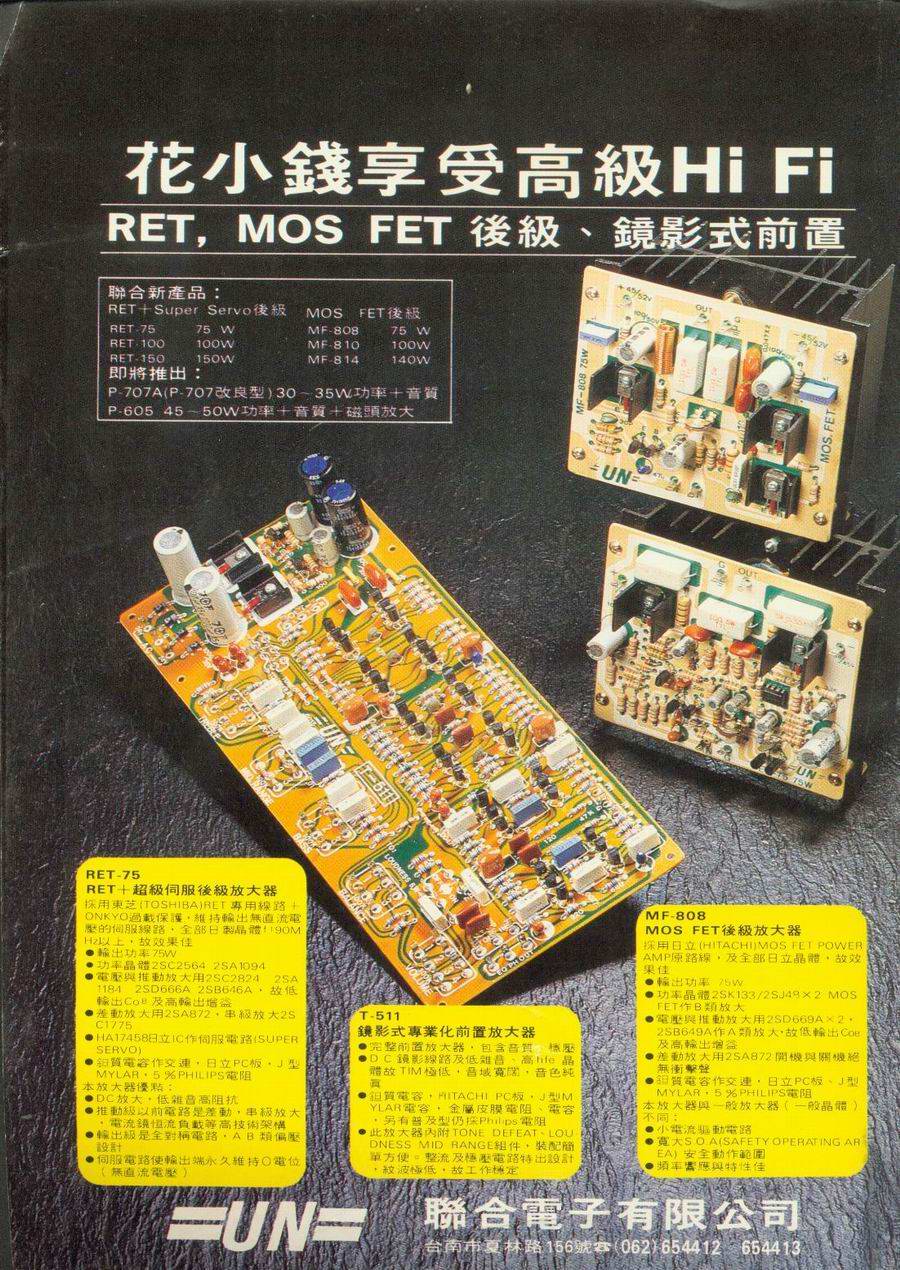 花小錢享受高級Hi Fi
RET, MOS FET 後級、鏡影式前置
聯合新產品：
RET＋Super Servo後級 MOS FET後級
RET-75 75 W MF-808 75 W
RET-100 100W MF-810 100W
RET-150 150W MF-814 140W
即將推出：
P-707A(P-707改良型)30～35W功率＋音質
P-605 45～50W功率＋音質＋磁頭放大
+45/52V
OUT
G
-45/52V
MF-808 75W
MOS.FET
UN
G OUT
UN
75W
UN
T-511
LOUDNESS
RET-75
RET＋超級伺服後級放大器
採用東芝(TOSHIBA)RET專用線路＋
ONKYO過載保護，維持輸出無直流電
壓的伺服線路，全部日製晶體!!90M
Hz以上，故效果佳
●輸出功率75W
●功率晶體2SC2564 2SA1094
●電壓與推動放大用2SC2824 2SA
1184 2SD666A 2SB646A，故低
輸出Coв及高輸出增益
●差動放大用2SA872，串級放大2S
C1775
●HA17458日立IC作伺服電路(SUPER
SERVO)
●鉭質電容作交連，日立PC板，J型
MYLAR，5％PHILIPS電阻
本放大器優點：
●DC放大，低雜音高阻抗
●推動級以前電路是差動，串級放大
，電流鏡恒流負載等高技術架構
●輸出級是全對稱電路，AB類偏壓
設計
●伺服電路使輸出端永久維持0電位
（無直流電壓）
T-511
鏡影式專業化前置放大器
●完整前置放大器，包含音質、穩壓
●DC鏡影線路及低雜音、高hfe晶
體故TIM極低，音域寬闊，音色純
真
●鉭質電容，HITACHI PC板，J型M
YLAR電容，金屬皮膜電阻、電容
，另有普及型仍採Philips電阻
●此放大器內附TONE DEFEAT、LOU
DNESS MID RANGE組件，裝配簡
單方便。整流及穩壓電路特出設計
，紋波極低，故工作穩定
MF-808
MOS FET後級放大器
採用日立(HITACHI)MOS FET POWER
AMP原路線，及全部日立晶體，故效
果佳
●輸出功率 75W
●功率晶體2SK133/2SJ48×2 MOS
FET作B類放大
●電壓與推動放大用2SD669A×2，
2SB649A作A類放大，故低輸出Coe
及高輸出增益
●差動放大用2SA872開機與關機絕
無衝擊聲
●鉭質電容作交連，日立PC板、J型
MYLAR，5％PHILIPS電阻
本放大器與一般放大器（一般晶體）
不同：
●小電流驅動電路
●寬大S.O.A(SAFETY OPERATING AR
EA) 安全動作範圍
●頻率響應與特性佳
=UN=
聯合電子有限公司
台南市夏林路156號☎(062)654412 654413